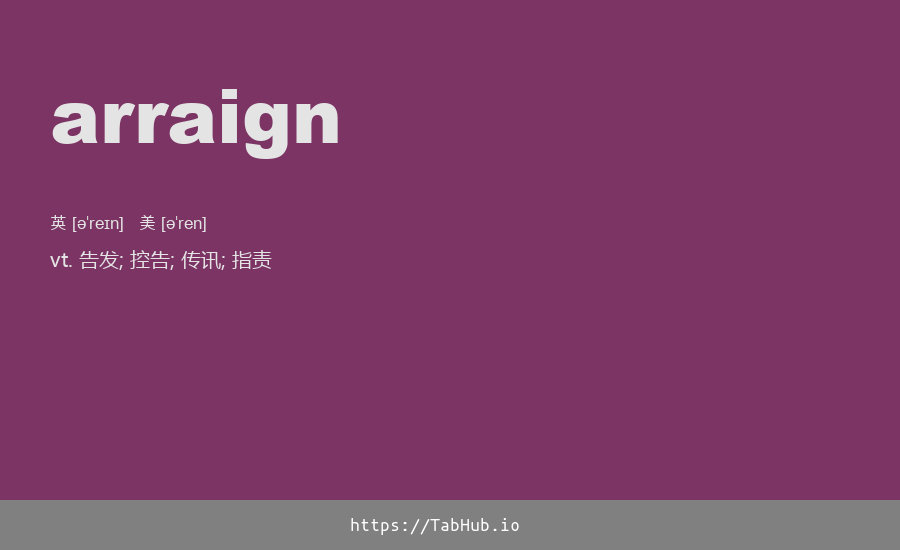 arraign
英 [ə'reɪn] 美 [ə'ren]
vt. 告发; 控告; 传讯; 指责
https://TabHub.io